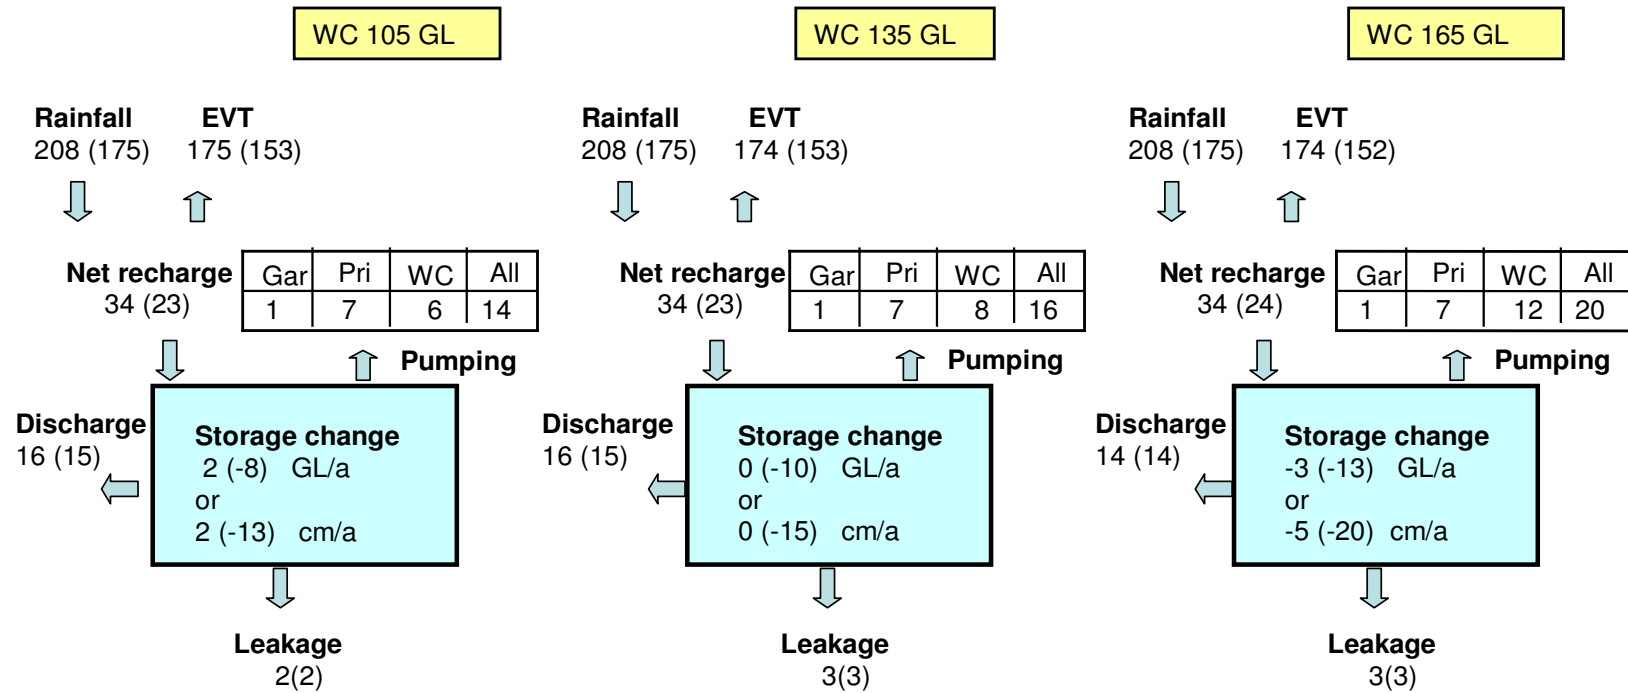 WC 105 GL
Rainfall EVT
208 (175) 175 (153)
Net recharge
34 (23)
Gar Pri WC All
1 7 6 14
Pumping
Discharge
16 (15)
Storage change
2 (-8) GL/a
or
2 (-13) cm/a
Leakage
2(2)
WC 135 GL
Rainfall EVT
208 (175) 174 (153)
Net recharge
34 (23)
Gar Pri WC All
1 7 8 16
Pumping
Discharge
16 (15)
Storage change
0 (-10) GL/a
or
0 (-15) cm/a
Leakage
3(3)
WC 165 GL
Rainfall EVT
208 (175) 174 (152)
Net recharge
34 (24)
Gar Pri WC All
1 7 12 20
Pumping
Discharge
14 (14)
Storage change
-3 (-13) GL/a
or
-5 (-20) cm/a
Leakage
3(3)